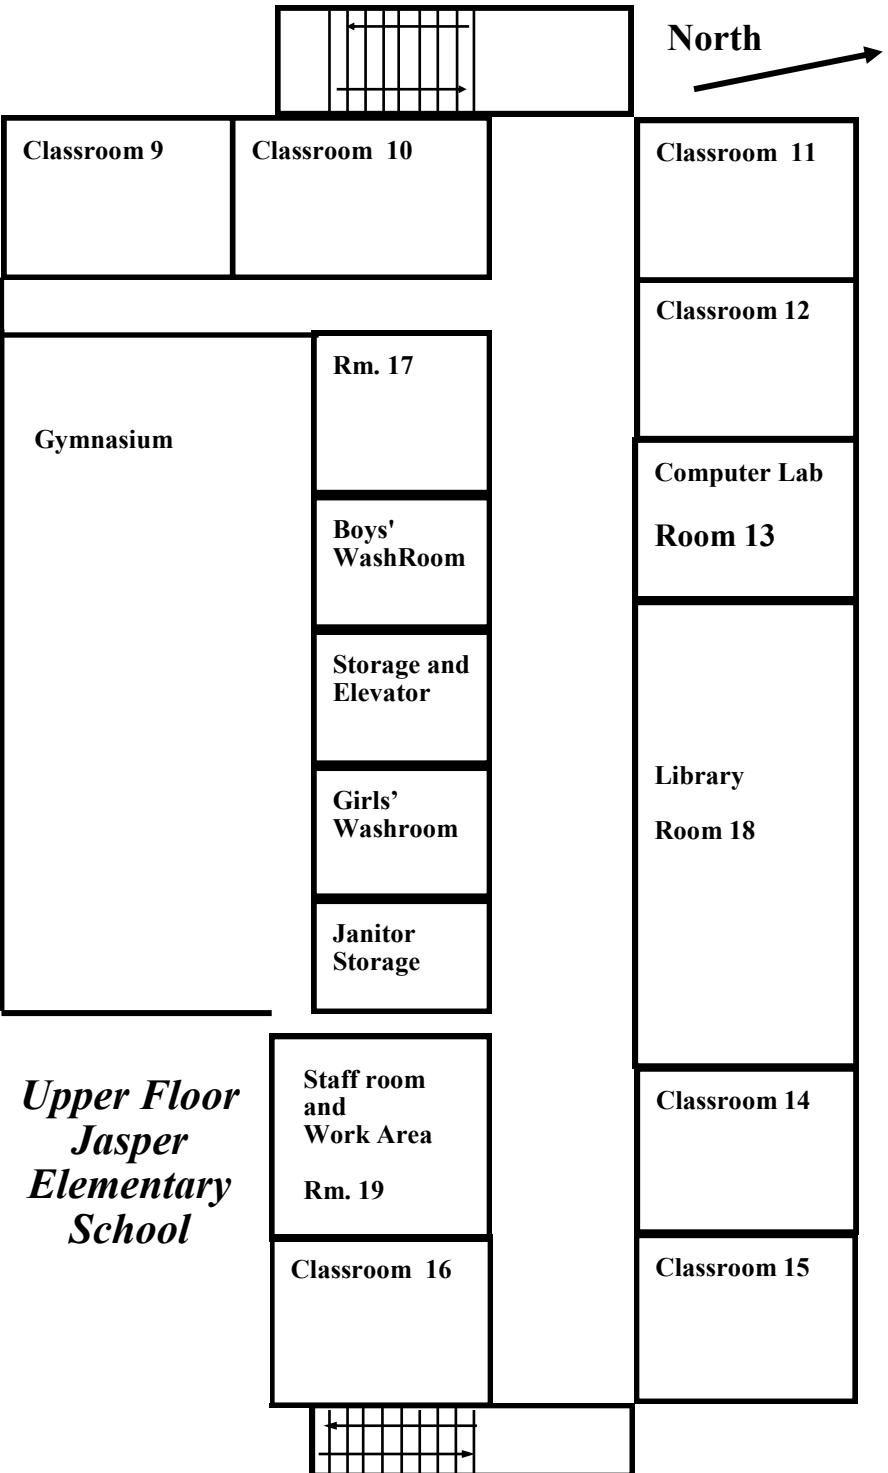 North
Classroom 9
Classroom  10
Classroom  11
Classroom 12
Rm. 17
Gymnasium
Computer Lab
Room 13
Boys'
WashRoom
Storage and
Elevator
Library
Room 18
Girls’
Washroom
Janitor
Storage
Upper Floor
Jasper
Elementary
School
Staff room
and
Work Area
Rm. 19
Classroom 14
Classroom  16
Classroom 15